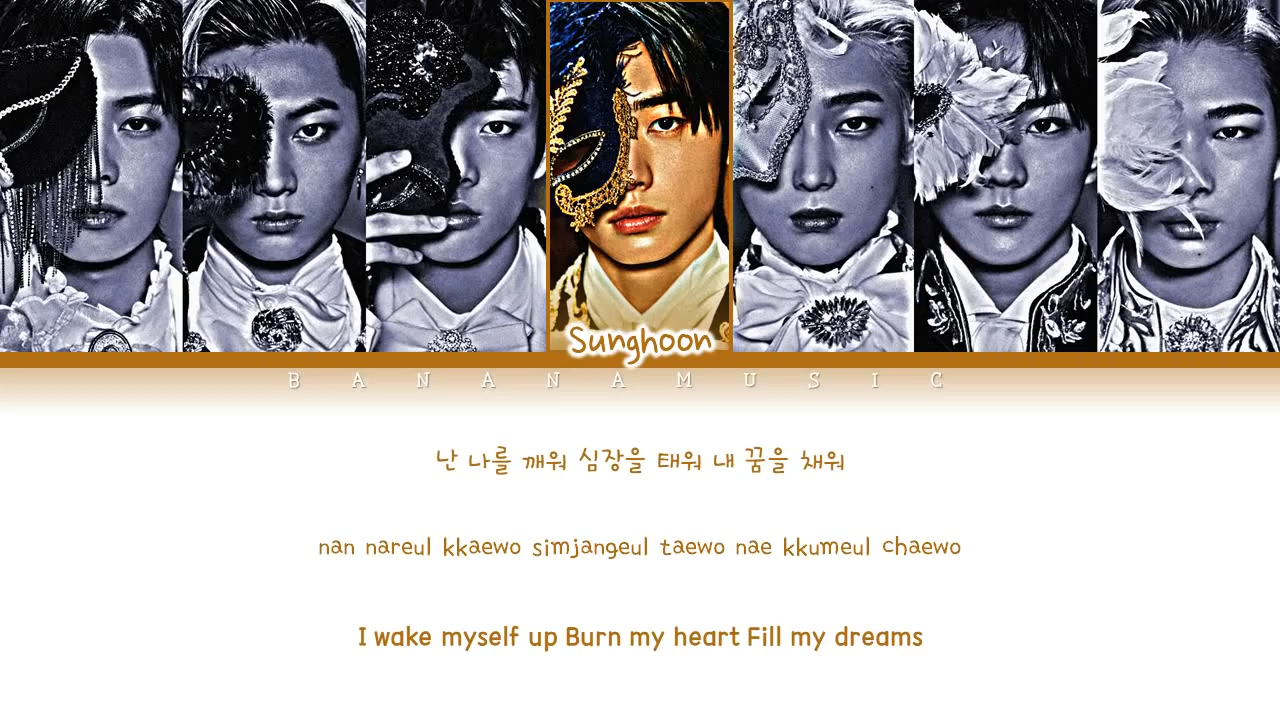 Sunghoon
BANANAMUSIC
난 나를 깨워 심장을 태워 내 꿈을 채워
nan nareul kkaewo simjangeul taewo nae kkumeul chaewo
I wake myself up Burn my heart Fill my dreams